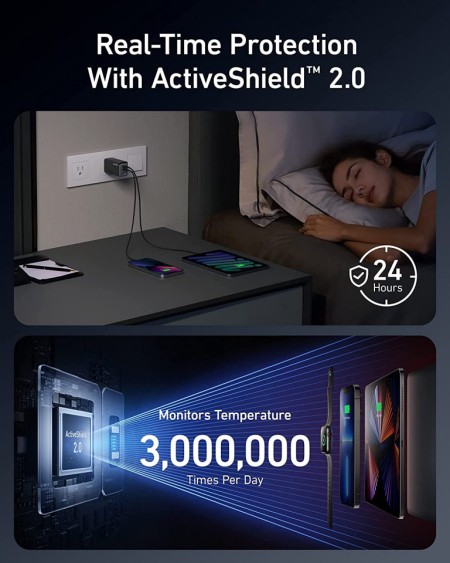 Real-Time Protection
With ActiveShield™ 2.0
24
Hours
Monitors Temperature
3,000,000
Times Per Day
ActiveShield
2.0